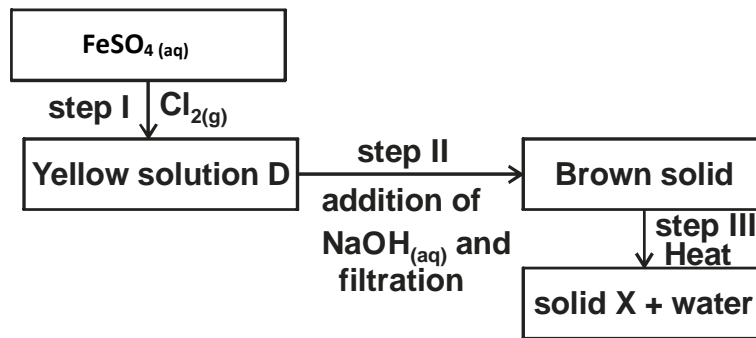 FeSO₄ (aq)
step I Cl₂(g)
Yellow solution D
step II
addition of
NaOH(aq) and
filtration
Brown solid
step III
Heat
solid X + water